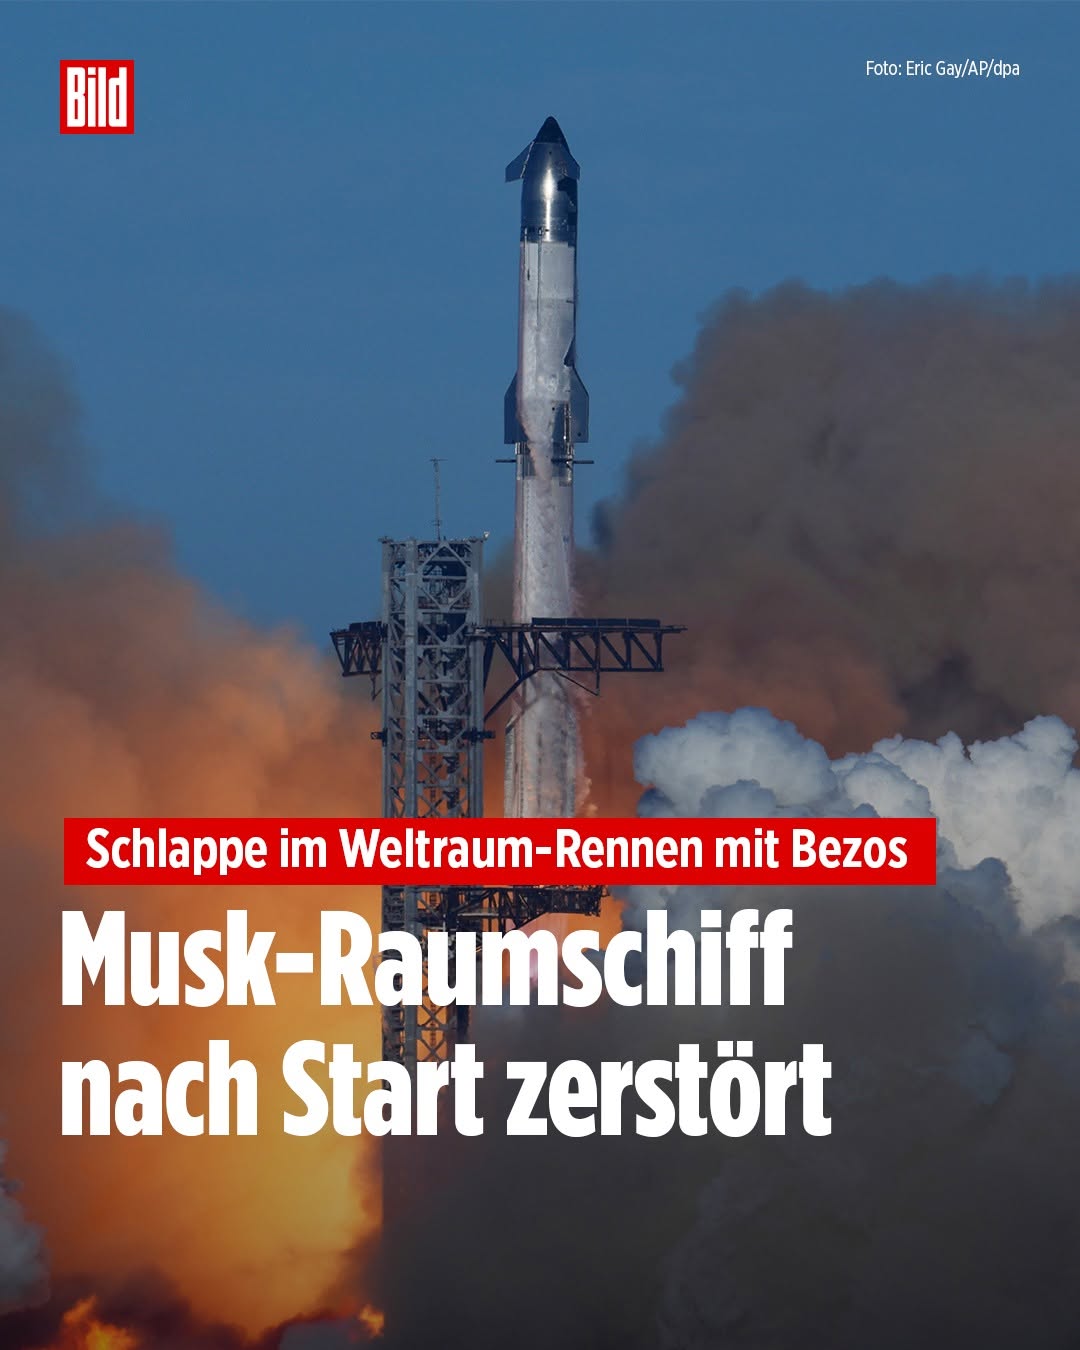 Bild
Foto: Eric Gay/AP/dpa
Schlappe im Weltraum-Rennen mit Bezos
Musk-Raumschiff
nach Start zerstört